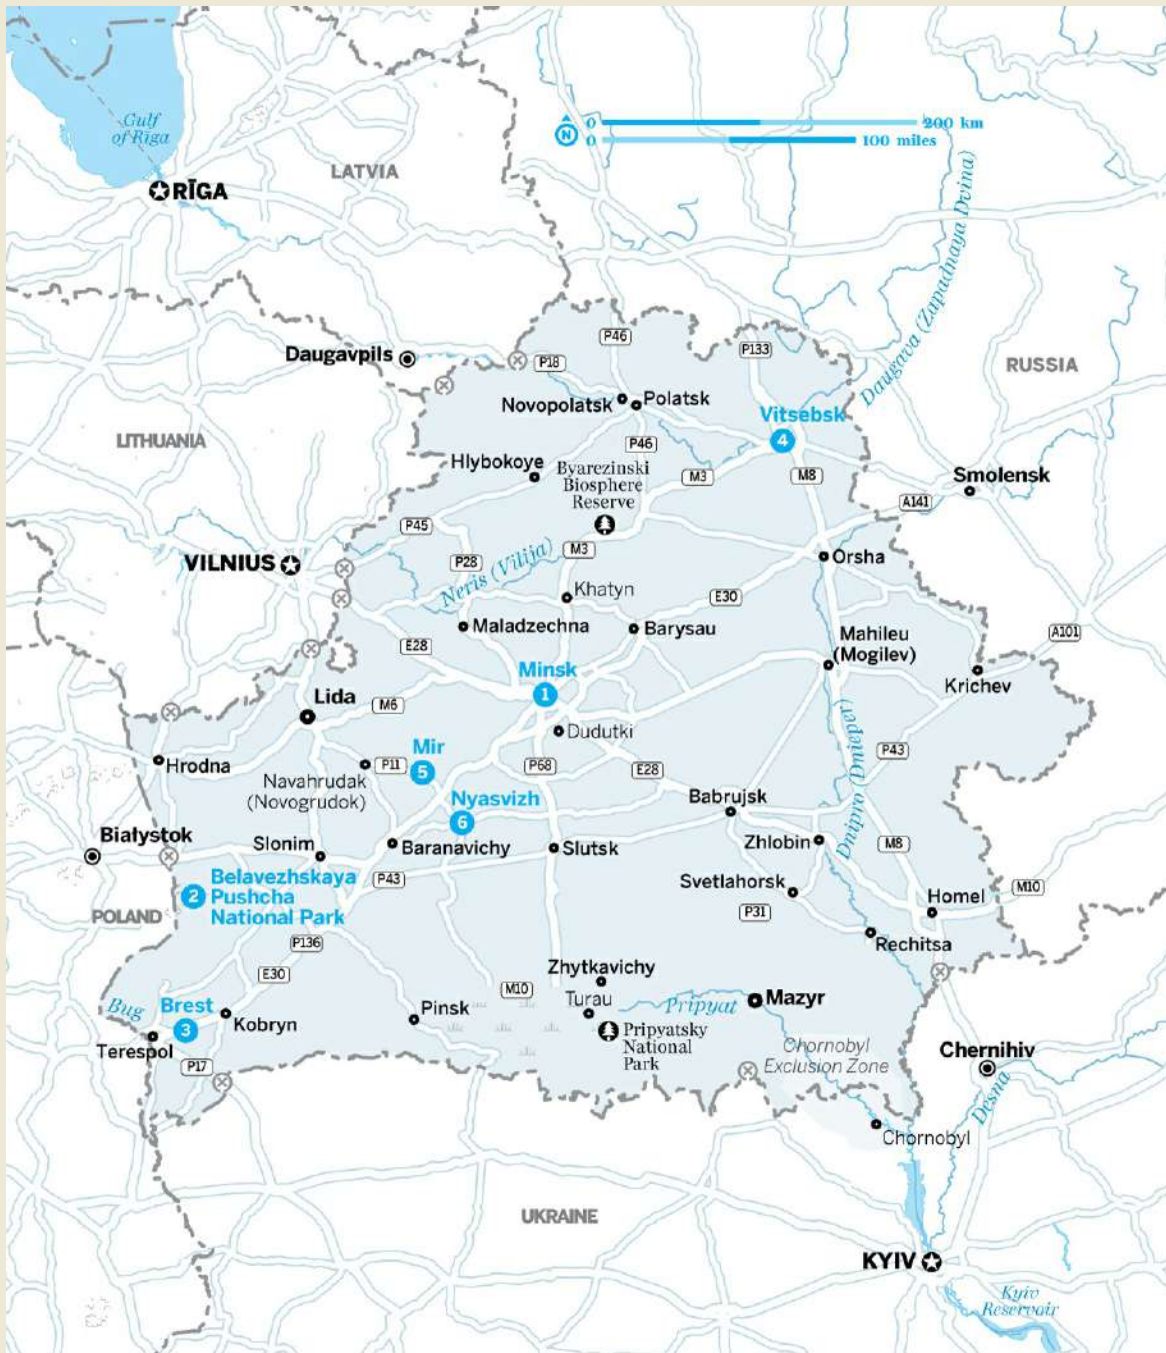 Gulf
of Rīga
RĪGA
LATVIA
0 200 km
N
0 100 miles
Daugava (Zapadnaya Dvina)
RUSSIA
Daugavpils
P46
P18
P133
LITHUANIA
Novopolatsk
Polatsk
Vitsebsk
4
P46
Hlybokoye
Byarezinski
Biosphere
Reserve
M3
M8
Smolensk
A141
P45
VILNIUS
P28
Neris (Vilija)
M3
Orsha
Khatyn
E30
Maladzechna
Barysau
Mahileu
(Mogilev)
A101
E28
Minsk
1
Krichev
Lida
M6
Dudutki
Dnipro (Dnieper)
Hrodna
Navahrudak
(Novogrudok)
P11
Mir
5
P68
E28
P43
Nyasvizh
6
Babrujsk
Białystok
Slonim
Baranavichy
Slutsk
Zhlobin
M8
2
Belavezhskaya
Pushcha
National Park
P43
Svetlahorsk
P31
Homel
M10
POLAND
P136
Rechitsa
E30
Zhytkavichy
M10
Turau
Pripyat
Mazyr
Bug
Brest
3
Kobryn
Pinsk
Pripyatsky
National
Park
Chornobyl
Exclusion Zone
Terespol
P17
Chernihiv
Desna
Chornobyl
UKRAINE
KYIV
Kyiv
Reservoir